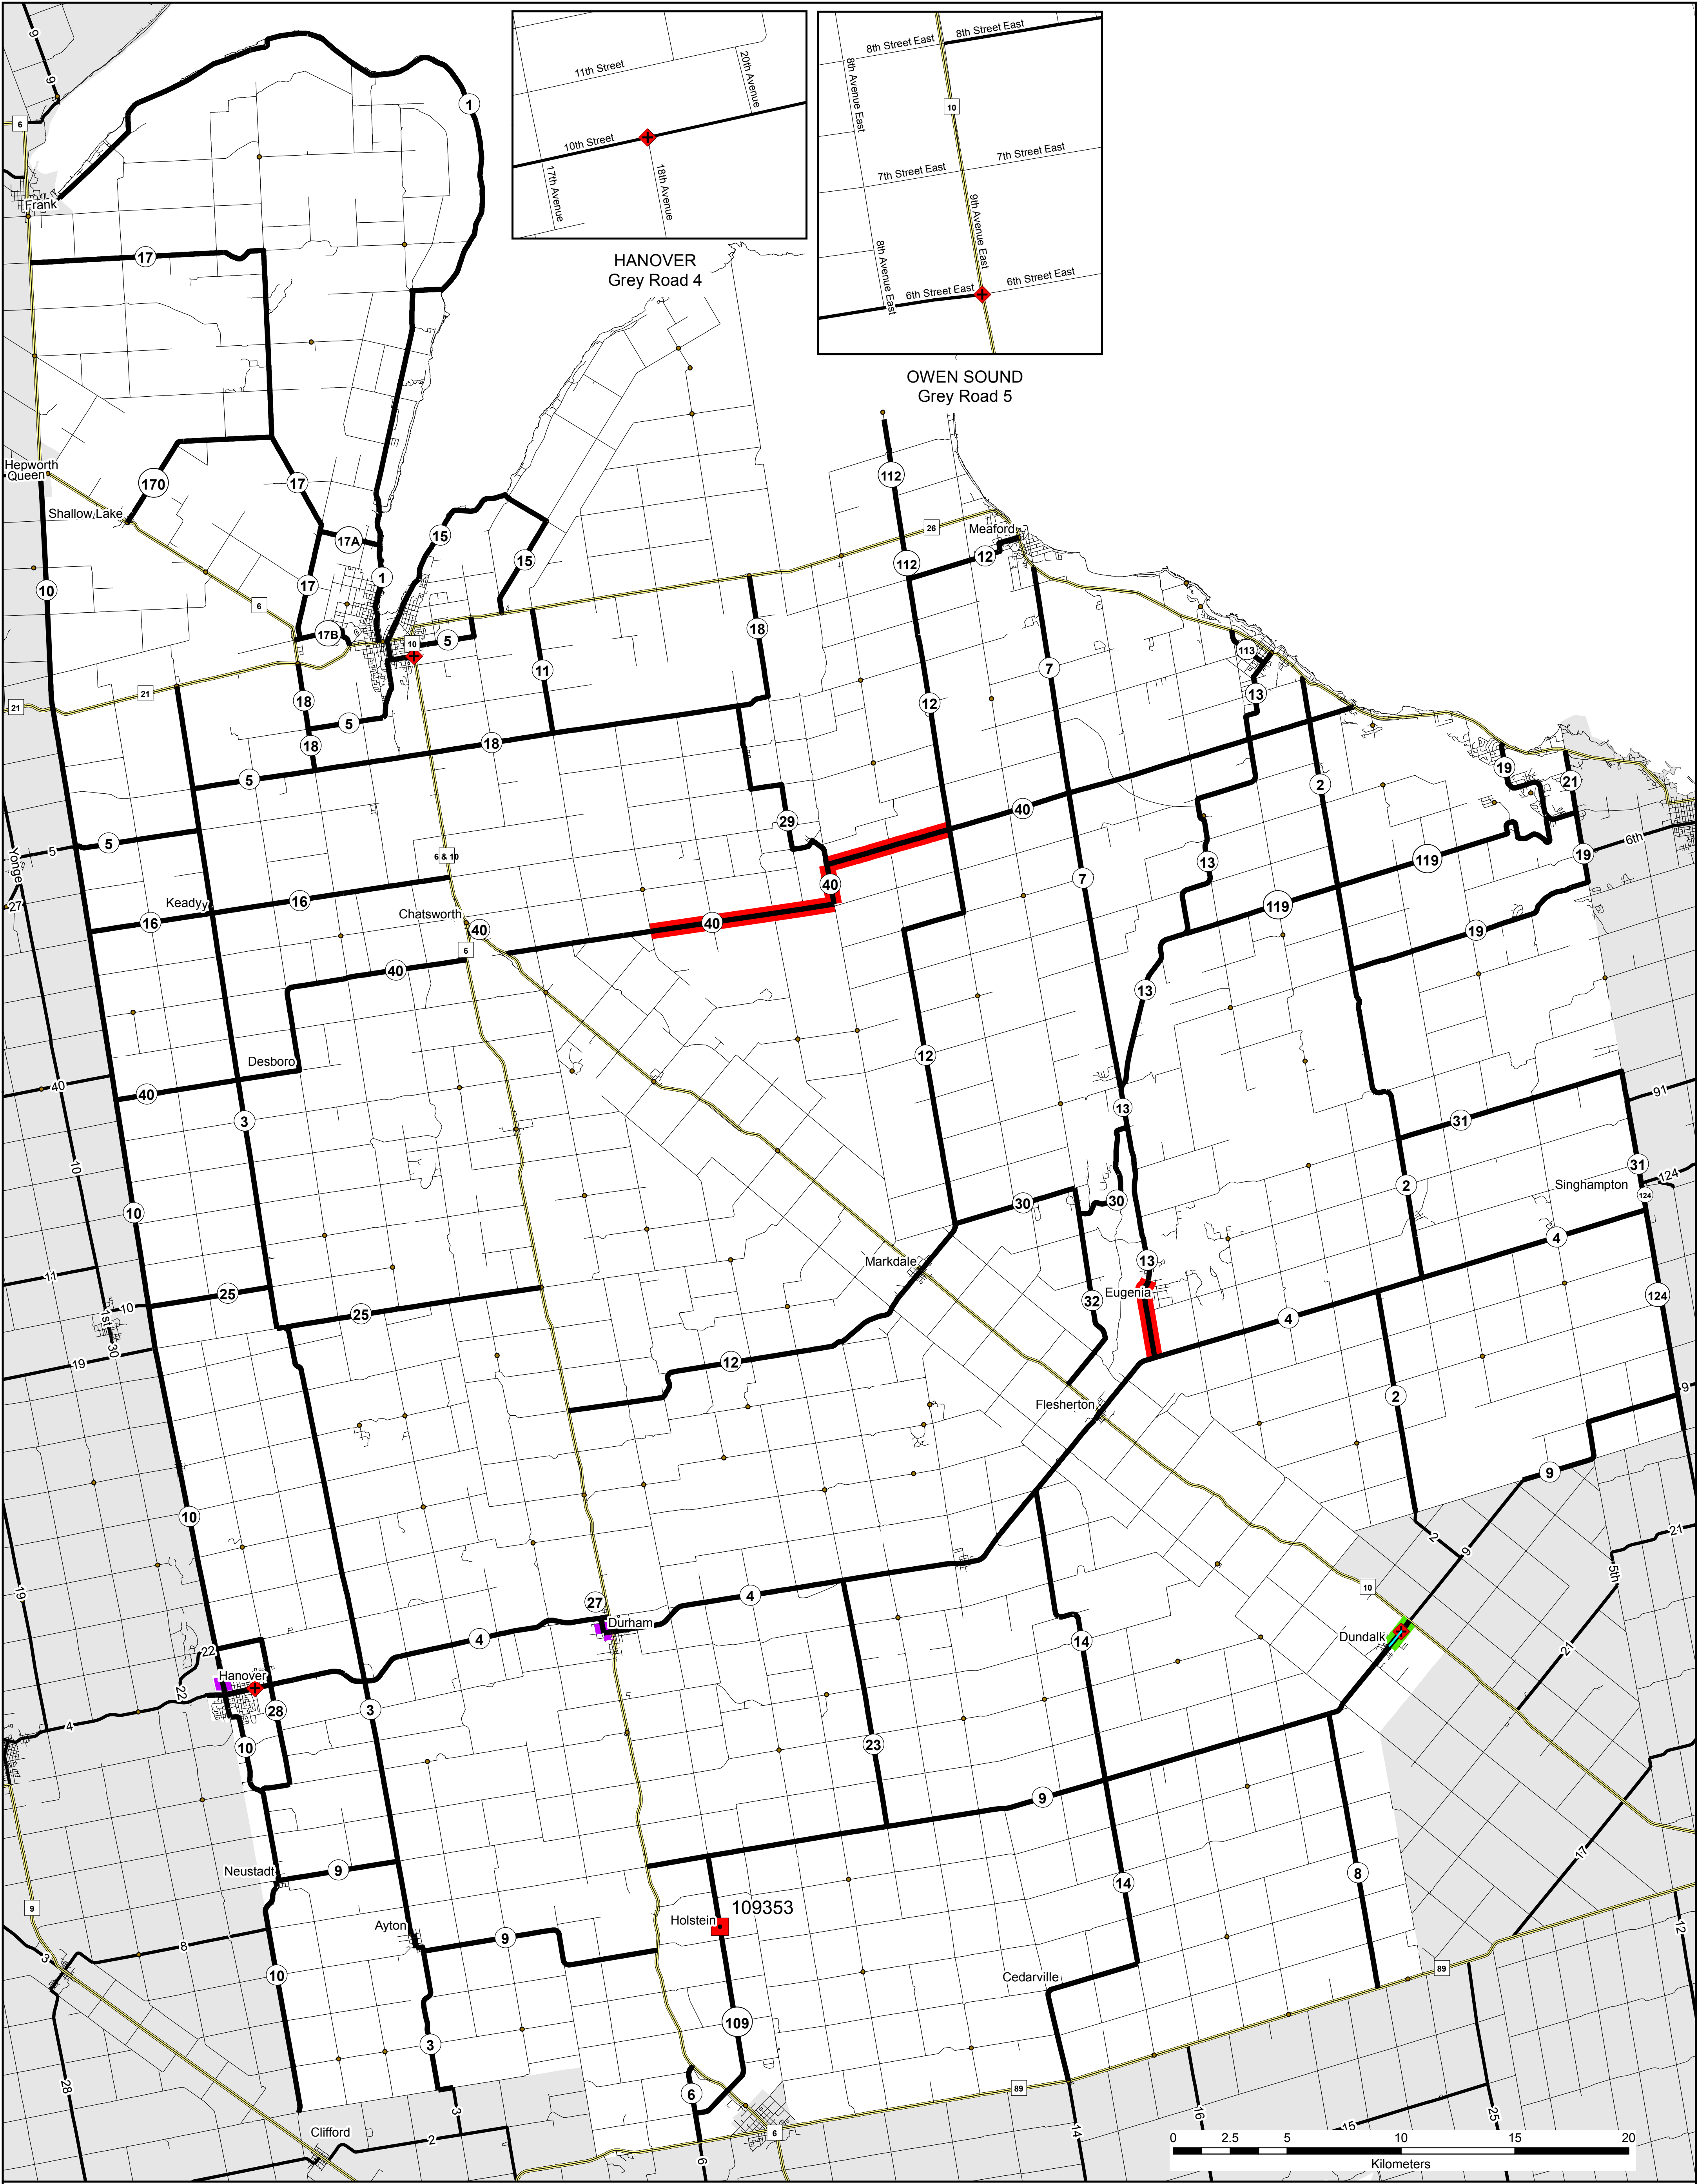 9
9
6
Frank
1
17
11th Street
20th Avenue
10th Street
17th Avenue
18th Avenue
HANOVER
Grey Road 4
8th Street East
8th Street East
8th Avenue East
10
7th Street East
7th Street East
9th Avenue East
8th Avenue East
6th Street East
6th Street East
OWEN SOUND
Grey Road 5
Hepworth
Queen
170
17
Shallow Lake
17A
15
15
112
26
Meaford
112
12
10
17
1
6
17B
10
5
18
11
7
113
13
21
21
18
5
18
18
12
5
2
19
21
29
40
5
5
6 & 10
Yonge
27
16
Keadyy
16
Chatsworth
40
6
40
40
40
7
13
119
19
6th
119
19
13
40
Desboro
40
40
3
12
13
31
91
10
10
30
30
2
31
Singhampton
124
124
4
Markdale
13
Eugenia
32
11
25
10
1st
30
25
19
12
4
124
2
Flesherton
9
9
10
19
2
9
21
5th
10
27
Durham
4
4
14
Dundalk
21
22
Hanover
22
28
4
3
10
23
9
17
Neustadt
9
8
14
9
109353
Holstein
Ayton
9
8
3
10
Cedarville
89
12
109
3
28
6
89
3
Clifford
2
6
6
14
16
15
25
0 2.5 5 10 15 20
Kilometers